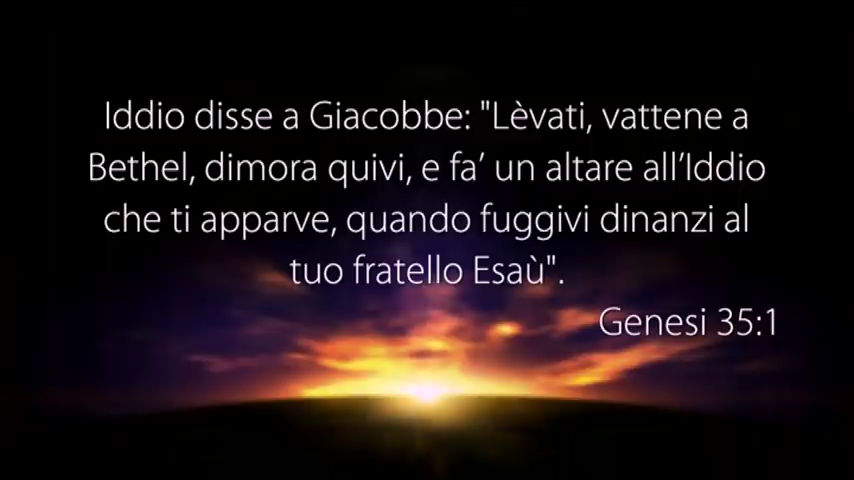 Iddio disse a Giacobbe: "Lèvati, vattene a
Bethel, dimora quivi, e fa’ un altare all’Iddio
che ti apparve, quando fuggivi dinanzi al
tuo fratello Esaù".
Genesi 35:1